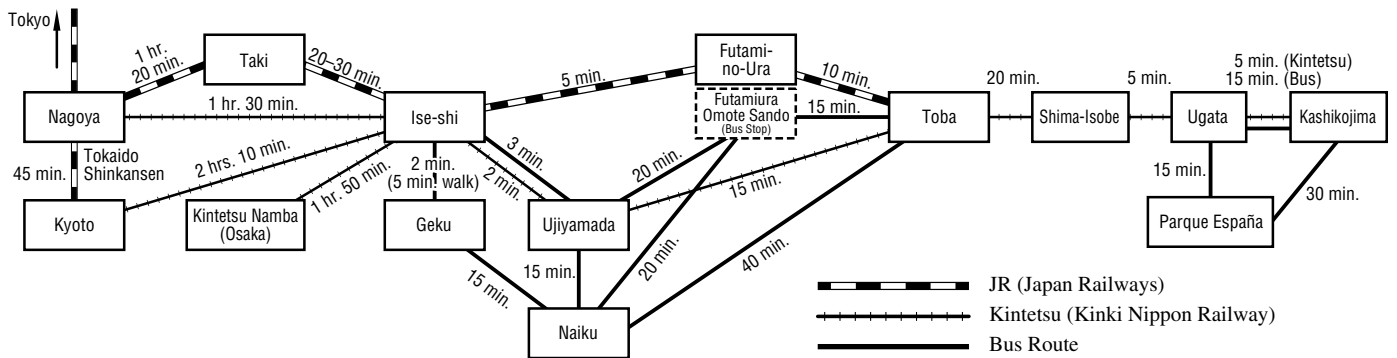 Tokyo
1 hr.
20 min.
Taki
20–30 min.
5 min.
Futami-
no-Ura
10 min.
20 min.
5 min.
5 min. (Kintetsu)
15 min. (Bus)
Nagoya
1 hr. 30 min.
Ise-shi
Futamiura
Omote Sando
(Bus Stop)
15 min.
Toba
Shima-Isobe
Ugata
Kashikojima
45 min.
Tokaido
Shinkansen
2 hrs. 10 min.
1 hr. 50 min.
2 min.
(5 min. walk)
2 min.
3 min.
20 min.
15 min.
15 min.
30 min.
Kyoto
Kintetsu Namba
(Osaka)
Geku
Ujiyamada
Parque España
15 min.
15 min.
20 min.
40 min.
Naiku
JR (Japan Railways)
Kintetsu (Kinki Nippon Railway)
Bus Route